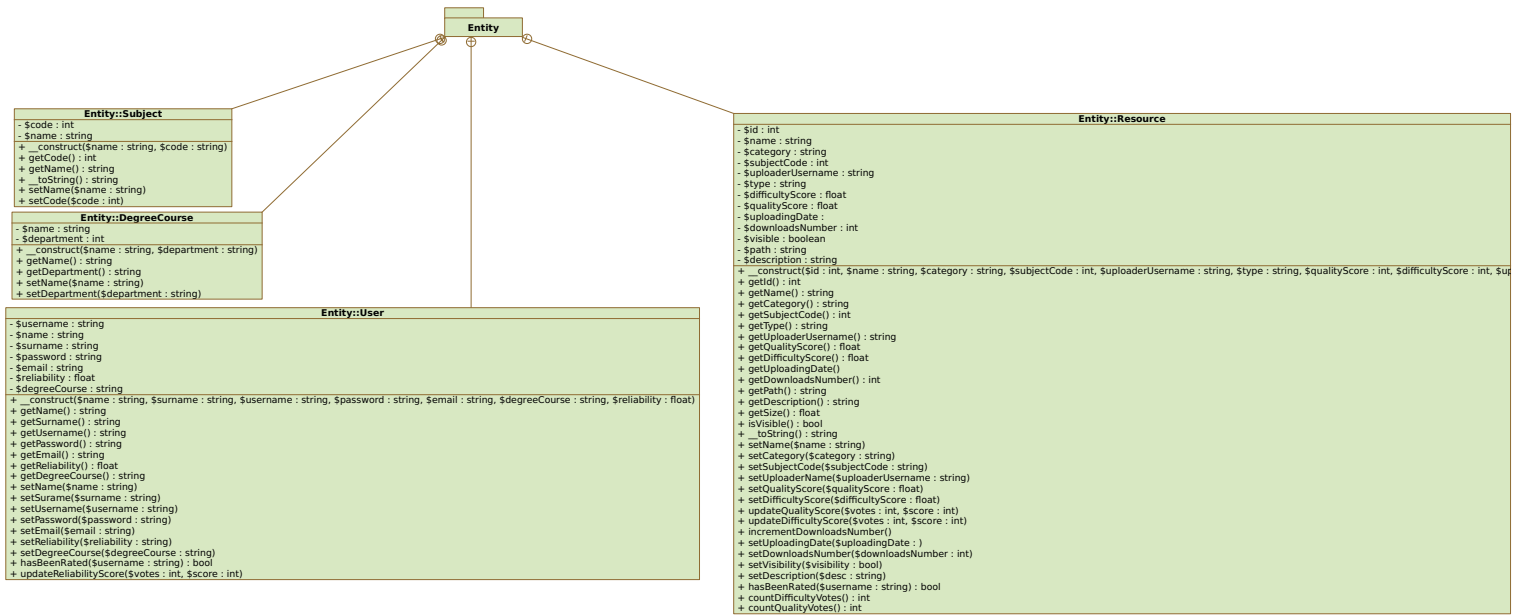 Entity
Entity::Subject
- $code : int
- $name : string
+ __construct($name : string, $code : string)
+ getCode() : int
+ getName() : string
+ __toString() : string
+ setName($name : string)
+ setCode($code : int)
Entity::DegreeCourse
- $name : string
- $department : int
+ __construct($name : string, $department : string)
+ getName() : string
+ getDepartment() : string
+ setName($name : string)
+ setDepartment($department : string)
Entity::User
- $username : string
- $name : string
- $surname : string
- $password : string
- $email : string
- $reliability : float
- $degreeCourse : string
+ __construct($name : string, $surname : string, $username : string, $password : string, $email : string, $degreeCourse : string, $reliability : float)
+ getName() : string
+ getSurname() : string
+ getUsername() : string
+ getPassword() : string
+ getEmail() : string
+ getReliability() : float
+ getDegreeCourse() : string
+ setName($name : string)
+ setSurame($surname : string)
+ setUsername($username : string)
+ setPassword($password : string)
+ setEmail($email : string)
+ setReliability($reliability : string)
+ setDegreeCourse($degreeCourse : string)
+ hasBeenRated($username : string) : bool
+ updateReliabilityScore($votes : int, $score : int)
Entity::Resource
- $id : int
- $name : string
- $category : string
- $subjectCode : int
- $uploaderUsername : string
- $type : string
- $difficultyScore : float
- $qualityScore : float
- $uploadingDate :
- $downloadsNumber : int
- $visible : boolean
- $path : string
- $description : string
+ __construct($id : int, $name : string, $category : string, $subjectCode : int, $uploaderUsername : string, $type : string, $qualityScore : int, $difficultyScore : int, $up
+ getId() : int
+ getName() : string
+ getCategory() : string
+ getSubjectCode() : int
+ getType() : string
+ getUploaderUsername() : string
+ getQualityScore() : float
+ getDifficultyScore() : float
+ getUploadingDate()
+ getDownloadsNumber() : int
+ getPath() : string
+ getDescription() : string
+ getSize() : float
+ isVisible() : bool
+ __toString() : string
+ setName($name : string)
+ setCategory($category : string)
+ setSubjectCode($subjectCode : string)
+ setUploaderName($uploaderUsername : string)
+ setQualityScore($qualityScore : float)
+ setDifficultyScore($difficultyScore : float)
+ updateQualityScore($votes : int, $score : int)
+ updateDifficultyScore($votes : int, $score : int)
+ incrementDownloadsNumber()
+ setUploadingDate($uploadingDate : )
+ setDownloadsNumber($downloadsNumber : int)
+ setVisibility($visibility : bool)
+ setDescription($desc : string)
+ hasBeenRated($username : string) : bool
+ countDifficultyVotes() : int
+ countQualityVotes() : int